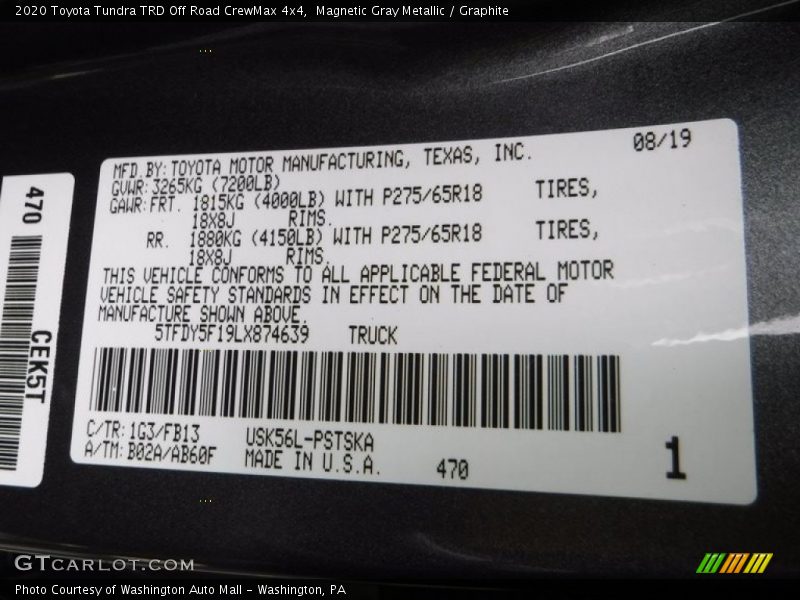 2020 Toyota Tundra TRD Off Road CrewMax 4x4,  Magnetic Gray Metallic / Graphite
MFD.BY:TOYOTA MOTOR MANUFACTURING, TEXAS, INC. 08/19
GVWR:3265KG (7200LB)
GAWR:FRT. 1815KG (4000LB) WITH P275/65R18 TIRES,
18X8J RIMS.
RR. 1880KG (4150LB) WITH P275/65R18 TIRES,
18X8J RIMS.
THIS VEHICLE CONFORMS TO ALL APPLICABLE FEDERAL MOTOR
VEHICLE SAFETY STANDARDS IN EFFECT ON THE DATE OF
MANUFACTURE SHOWN ABOVE.
5TFDY5F19LX874639 TRUCK
C/TR:1G3/FB13 USK56L-PSTSKA
A/TM:B02A/AB60F MADE IN U.S.A. 470 1
470
CEK5T
GTCARLOT.COM
Photo Courtesy of Washington Auto Mall - Washington, PA